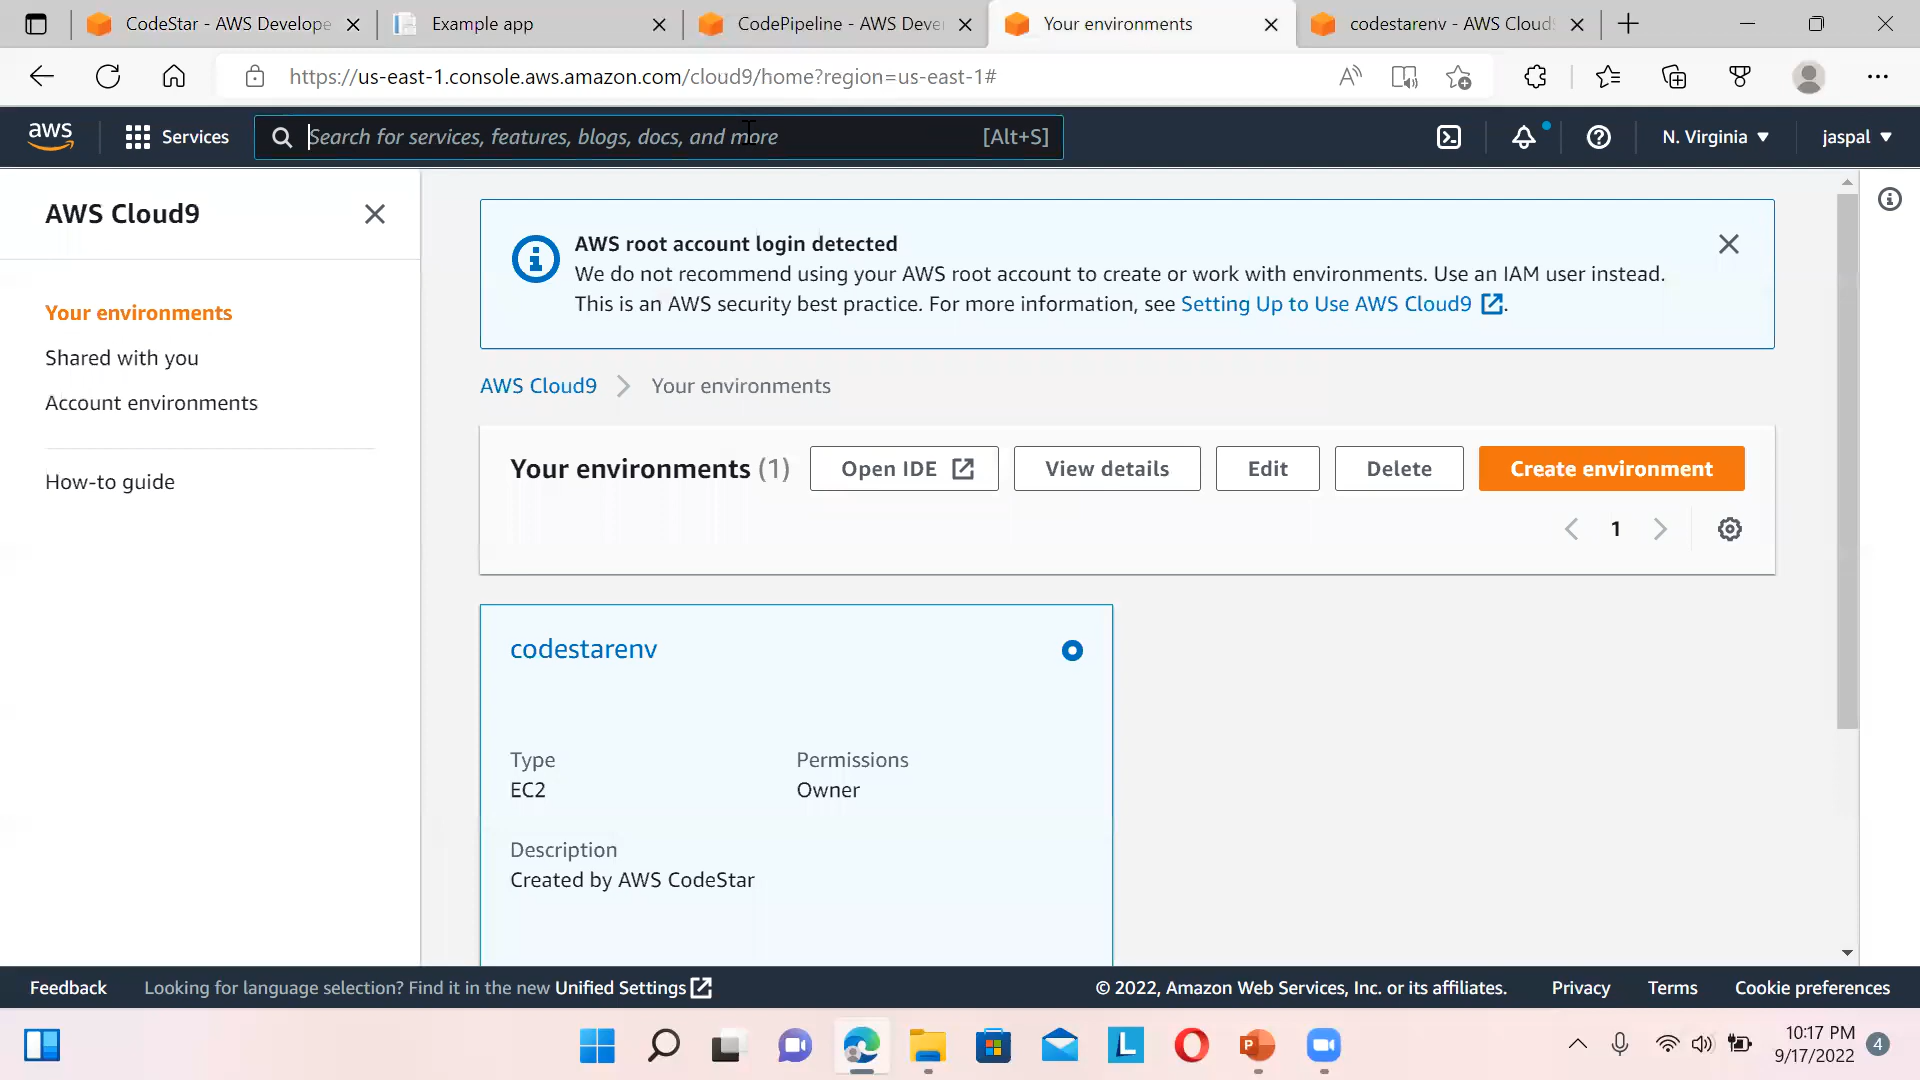 CodeStar - AWS Develope
Example app
CodePipeline - AWS Deve
Your environments
codestarenv - AWS Cloud
https://us-east-1.console.aws.amazon.com/cloud9/home?region=us-east-1#
aws
Services
Search for services, features, blogs, docs, and more
[Alt+S]
N. Virginia
jaspal
AWS Cloud9
Your environments
Shared with you
Account environments
How-to guide
AWS root account login detected
We do not recommend using your AWS root account to create or work with environments. Use an IAM user instead.
This is an AWS security best practice. For more information, see Setting Up to Use AWS Cloud9.
AWS Cloud9 > Your environments
Your environments (1)
Open IDE
View details
Edit
Delete
Create environment
1
codestarenv
Type
EC2
Permissions
Owner
Description
Created by AWS CodeStar
Feedback
Looking for language selection? Find it in the new Unified Settings
© 2022, Amazon Web Services, Inc. or its affiliates.
Privacy
Terms
Cookie preferences
10:17 PM
9/17/2022
4